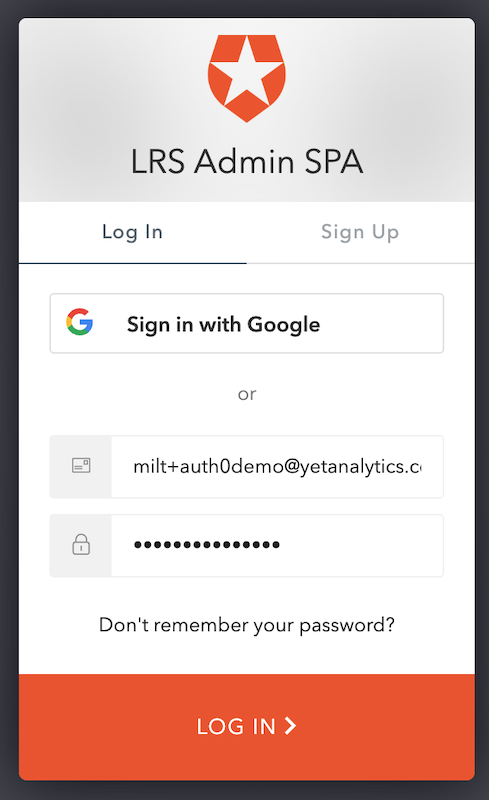 LRS Admin SPA
Log In
Sign Up
Sign in with Google
or
milt+auth0demo@yetanalytics.c
•••••••••••••••
Don't remember your password?
LOG IN